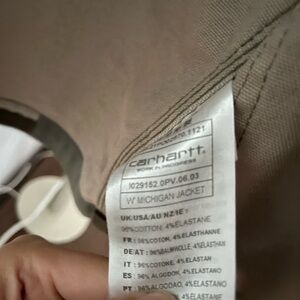 carhartt.
WORK IN PROGRESS
I029152.0PV.06.03
W' MICHIGAN JACKET
UK:USA:AU:NZ:IE:
96%COTTON, 4%ELASTANE
FR : 96%COTON, 4%ELASTHANNE
DE/AT : 96%BAUMWOLLE, 4%ELASTHAN
IT : 96%COTONE, 4%ELASTAN
ES : 96% ALGODON, 4%ELASTANO
PT : 96%ALGODAO, 4%ELASTANO